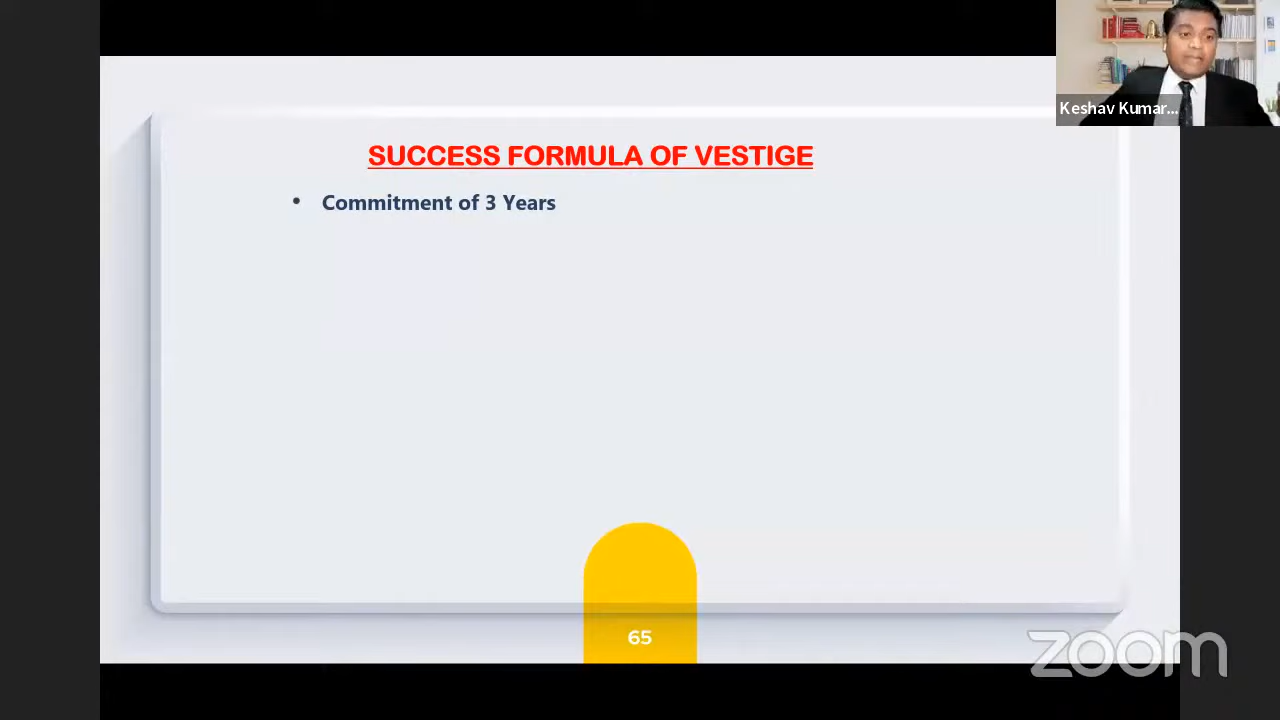 Keshav Kumar...
SUCCESS FORMULA OF VESTIGE
• Commitment of 3 Years
65
zoom